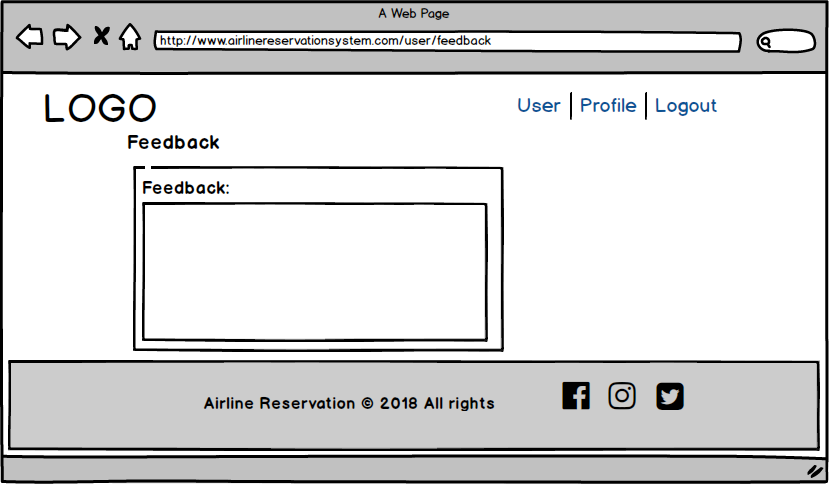 A Web Page
http://www.airlinereservationsystem.com/user/feedback
LOGO
User | Profile | Logout
Feedback
Feedback:
Airline Reservation © 2018 All rights